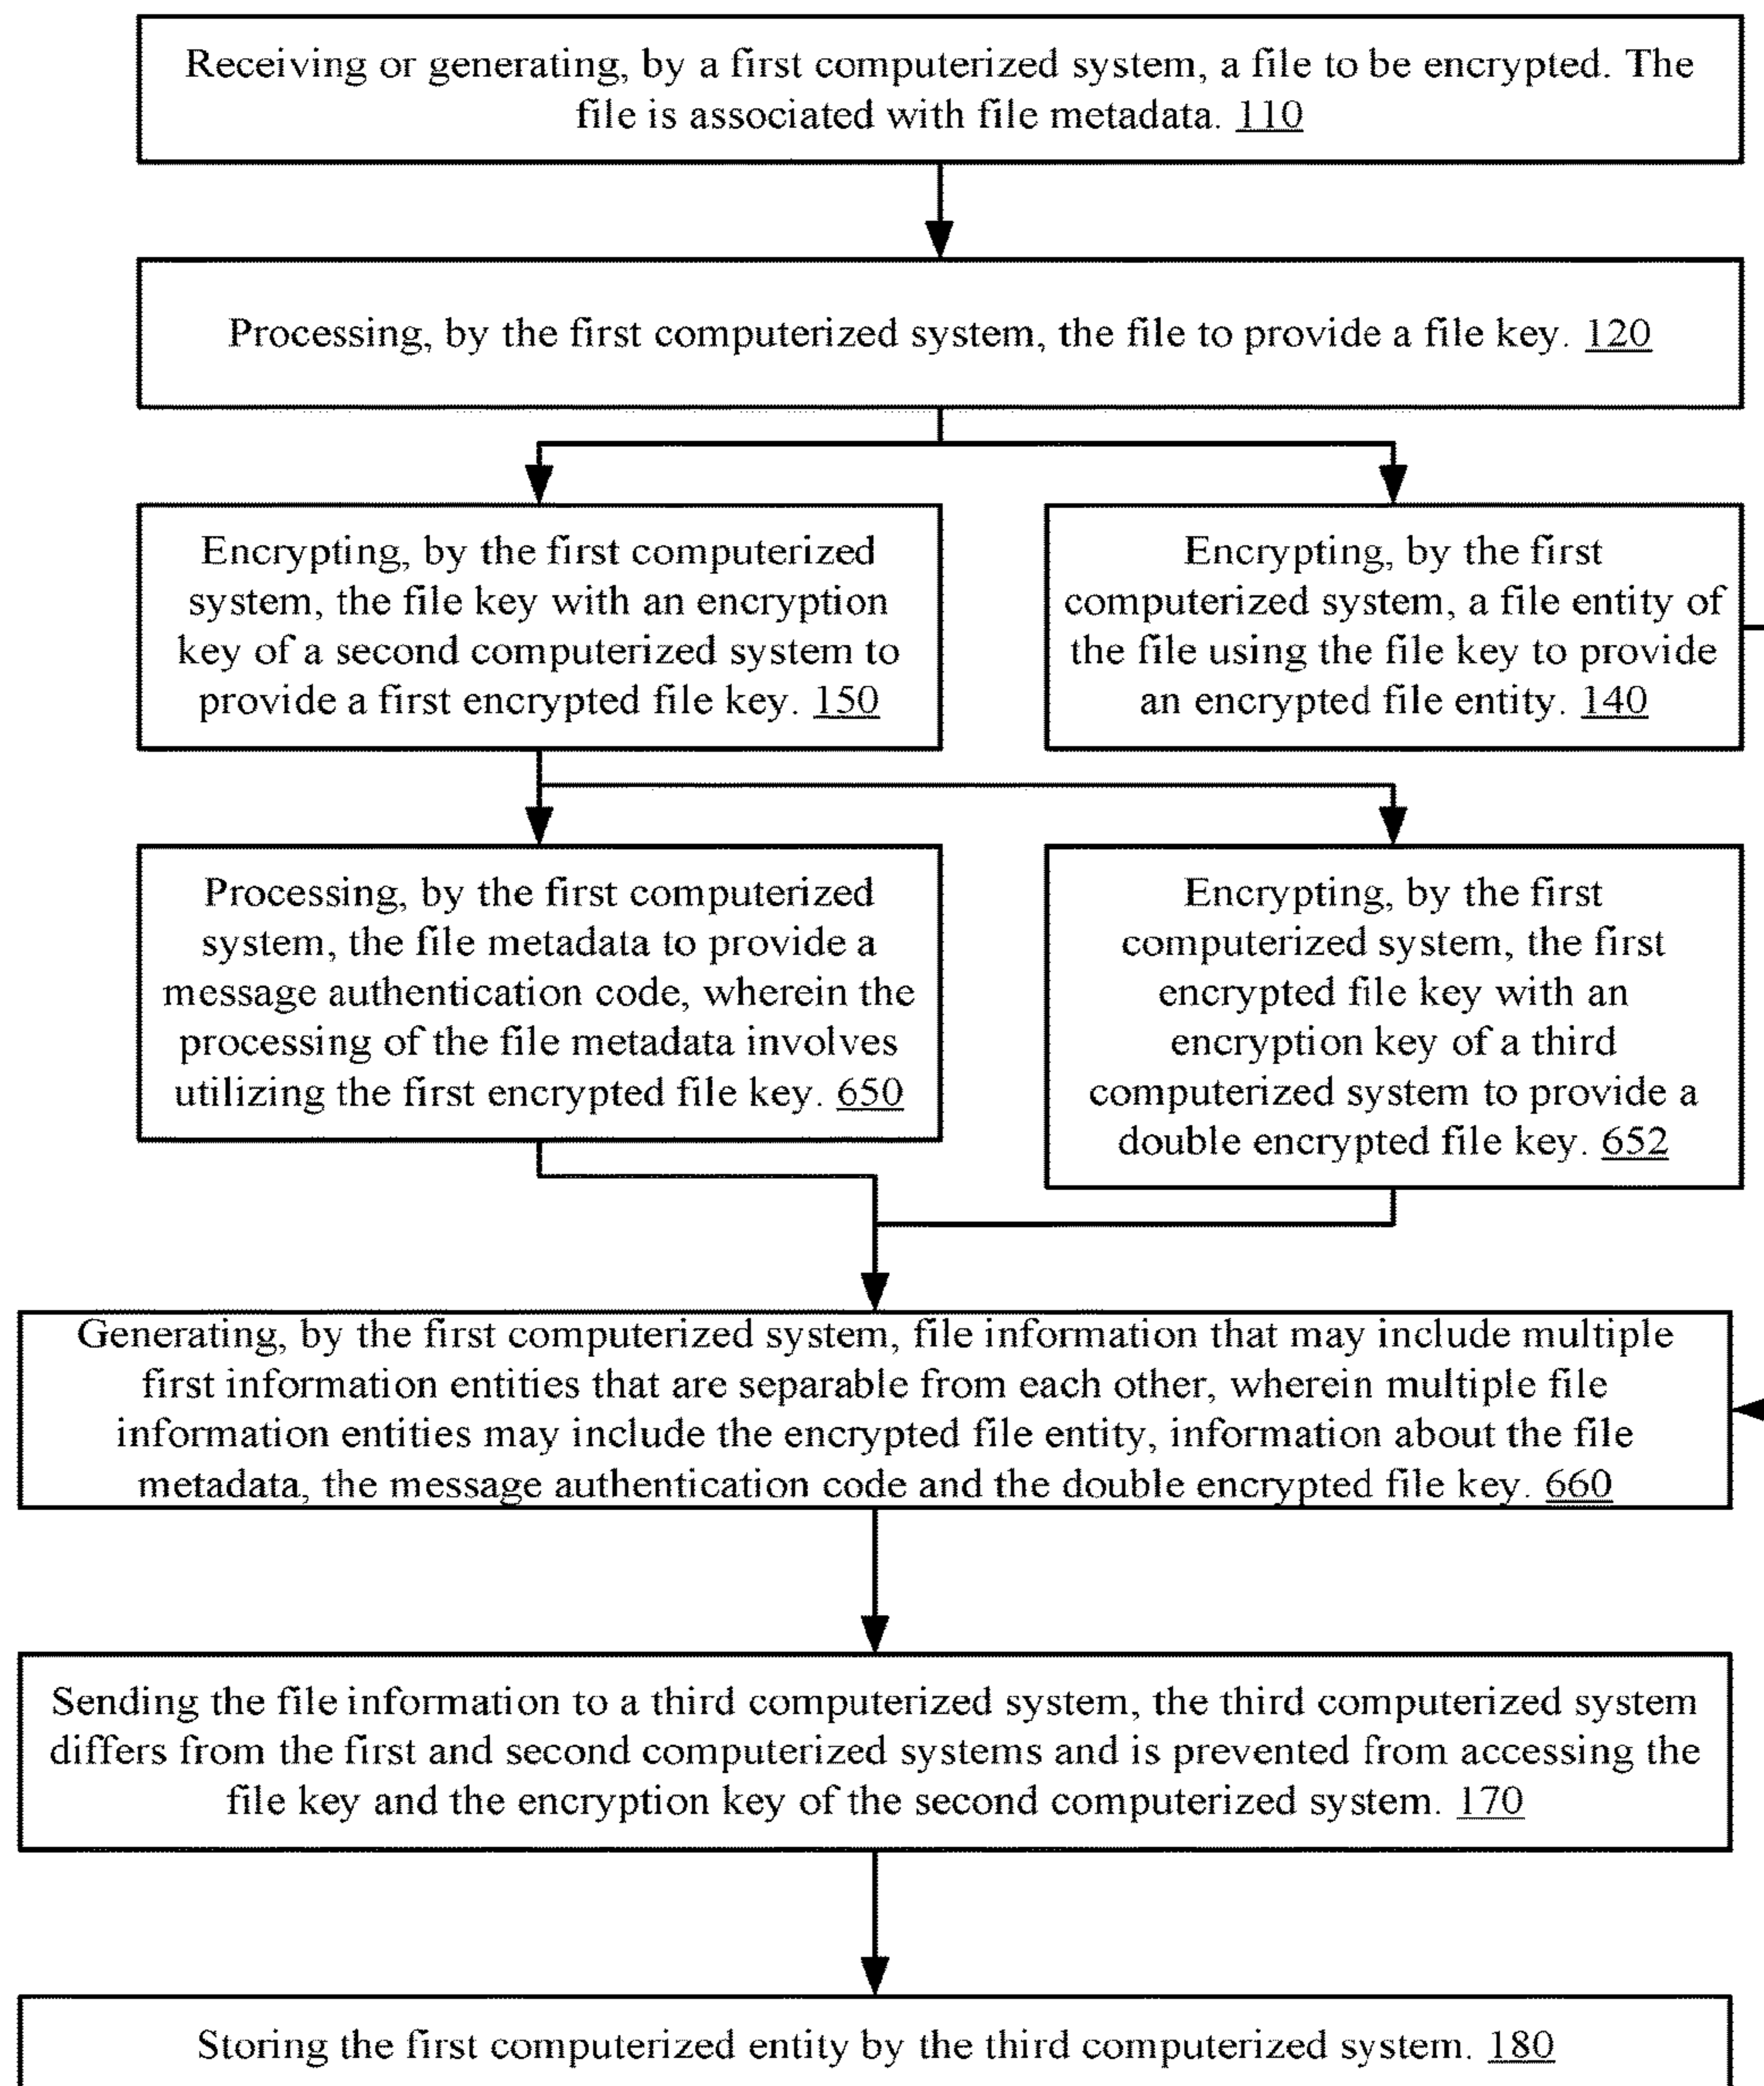 Receiving or generating, by a first computerized system, a file to be encrypted. The
file is associated with file metadata. 110
Processing, by the first computerized system, the file to provide a file key. 120
Encrypting, by the first computerized
system, the file key with an encryption
key of a second computerized system to
provide a first encrypted file key. 150
Encrypting, by the first
computerized system, a file entity of
the file using the file key to provide
an encrypted file entity. 140
Processing, by the first computerized
system, the file metadata to provide a
message authentication code, wherein the
processing of the file metadata involves
utilizing the first encrypted file key. 650
Encrypting, by the first
computerized system, the first
encrypted file key with an
encryption key of a third
computerized system to provide a
double encrypted file key. 652
Generating, by the first computerized system, file information that may include multiple
first information entities that are separable from each other, wherein multiple file
information entities may include the encrypted file entity, information about the file
metadata, the message authentication code and the double encrypted file key. 660
Sending the file information to a third computerized system, the third computerized system
differs from the first and second computerized systems and is prevented from accessing the
file key and the encryption key of the second computerized system. 170
Storing the first computerized entity by the third computerized system. 180